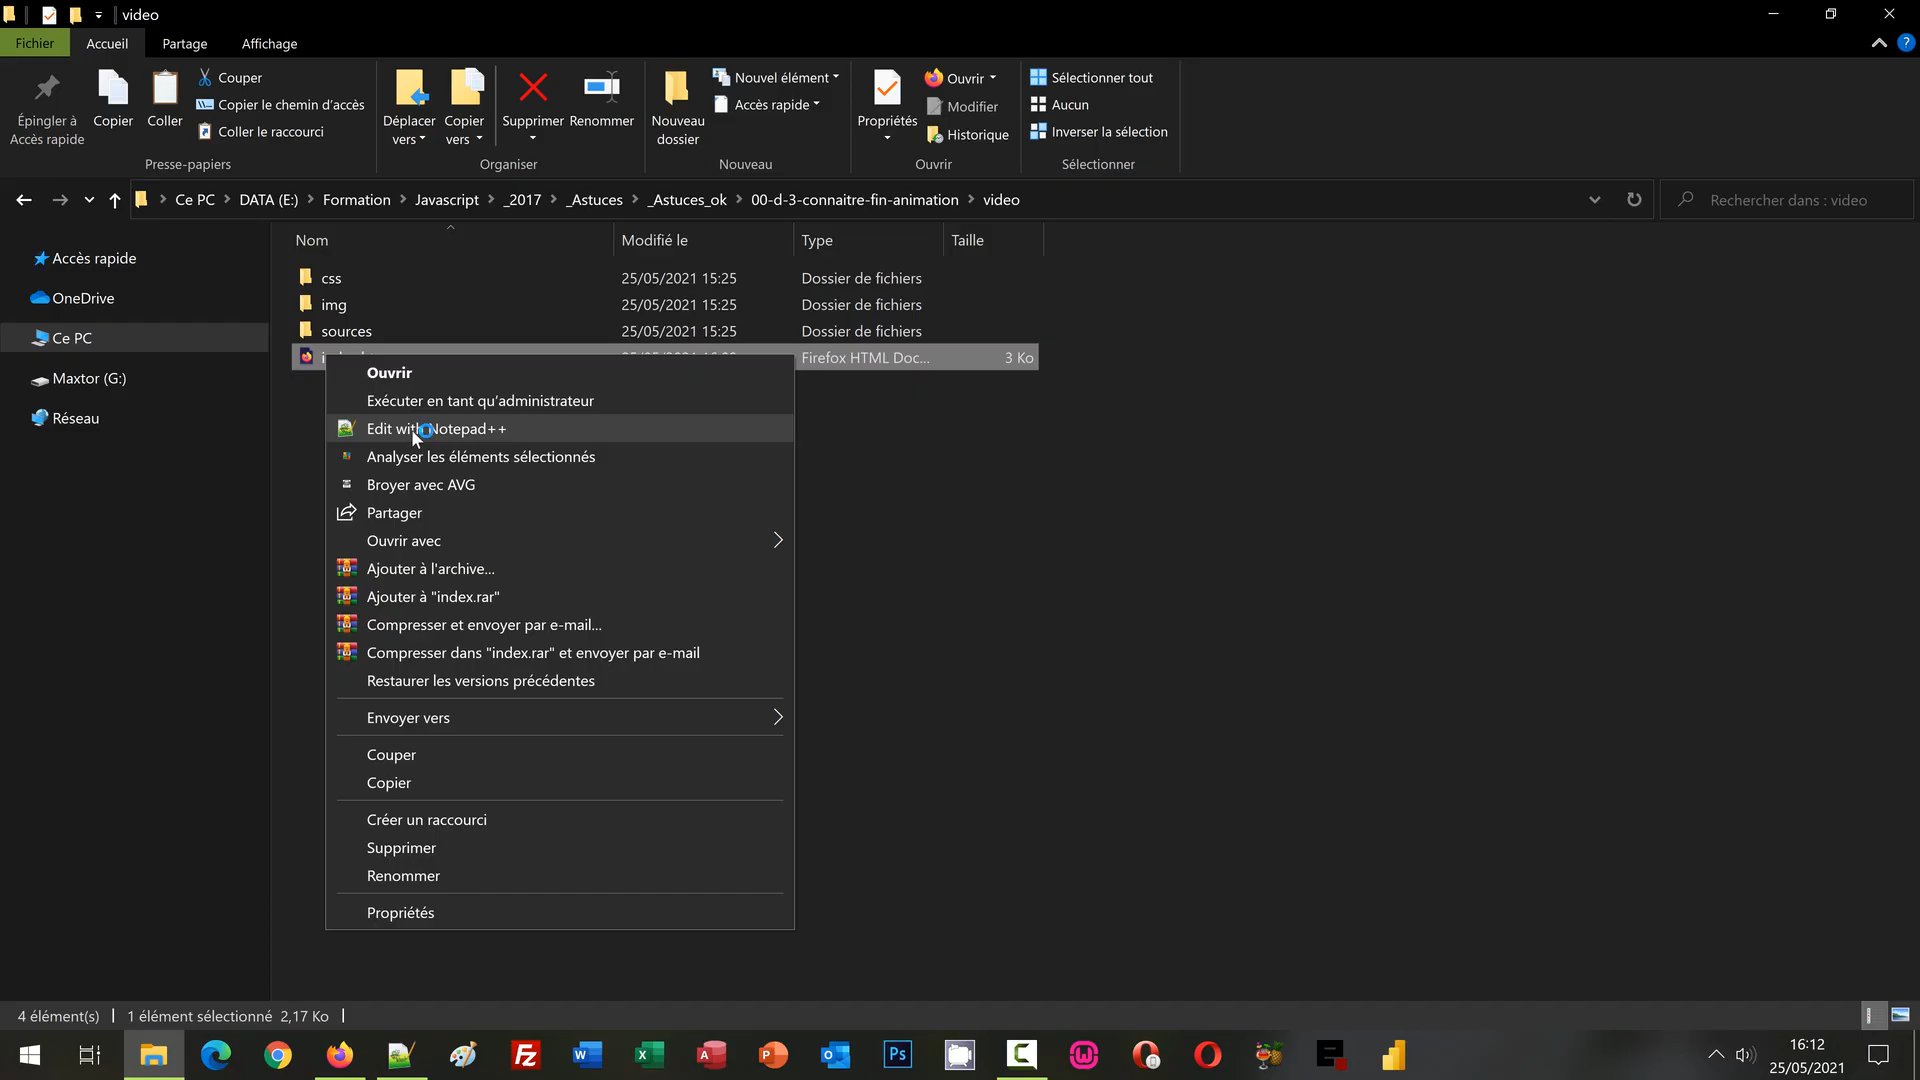 video
Fichier
Accueil
Partage
Affichage
Épingler à
Accès rapide
Copier
Coller
Couper
Copier le chemin d'accès
Coller le raccourci
Presse-papiers
Déplacer
vers
Copier
vers
Supprimer
Renommer
Organiser
Nouveau
dossier
Nouvel élément
Accès rapide
Nouveau
Propriétés
Ouvrir
Modifier
Historique
Ouvrir
Sélectionner tout
Aucun
Inverser la sélection
Sélectionner
Ce PC
DATA (E:)
Formation
Javascript
_2017
_Astuces
_Astuces_ok
00-d-3-connaitre-fin-animation
video
Rechercher dans : video
Accès rapide
OneDrive
Ce PC
Maxtor (G:)
Réseau
Nom
Modifié le
Type
Taille
css 25/05/2021 15:25 Dossier de fichiers
img 25/05/2021 15:25 Dossier de fichiers
sources 25/05/2021 15:25 Dossier de fichiers
Firefox HTML Doc... 3 Ko
Ouvrir
Exécuter en tant qu'administrateur
Edit with Notepad++
Analyser les éléments sélectionnés
Broyer avec AVG
Partager
Ouvrir avec
Ajouter à l'archive...
Ajouter à "index.rar"
Compresser et envoyer par e-mail...
Compresser dans "index.rar" et envoyer par e-mail
Restaurer les versions précédentes
Envoyer vers
Couper
Copier
Créer un raccourci
Supprimer
Renommer
Propriétés
4 élément(s)
1 élément sélectionné 2,17 Ko
16:12
25/05/2021